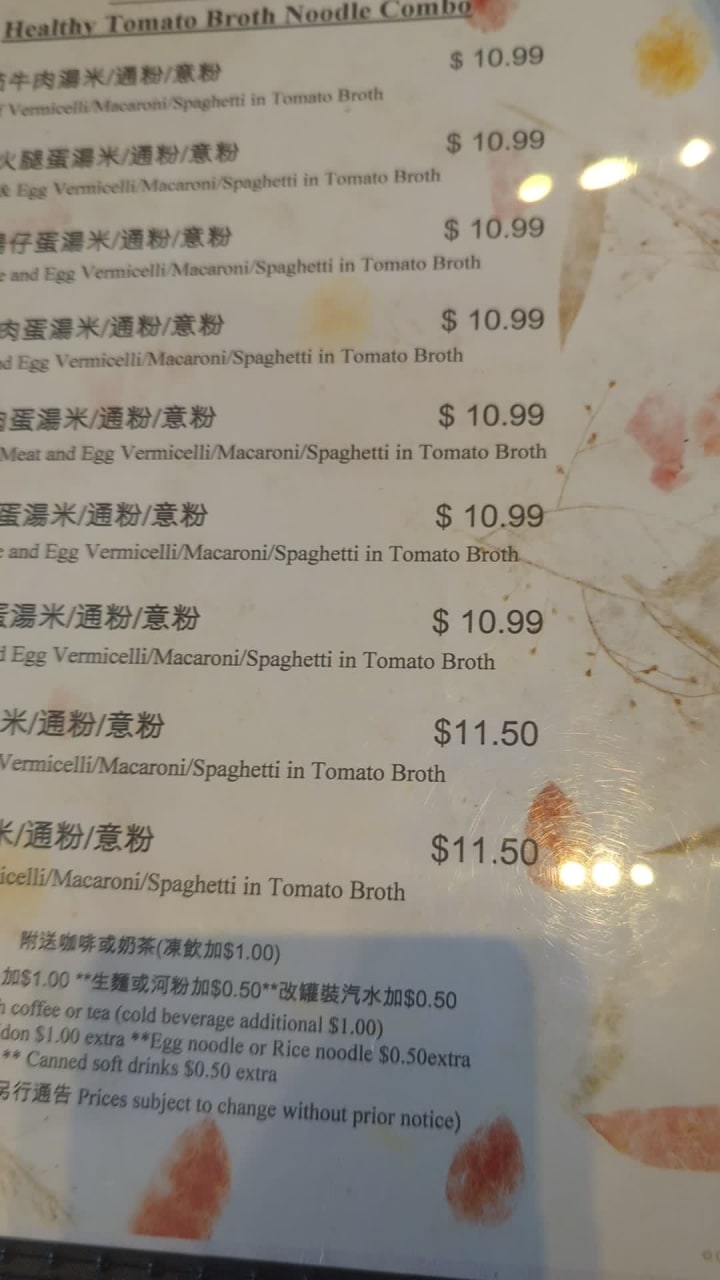 Healthy Tomato Broth Noodle Combo
牛肉湯米/通粉/意粉 $ 10.99
Vermicelli/Macaroni/Spaghetti in Tomato Broth
火腿蛋湯米/通粉/意粉 $ 10.99
& Egg Vermicelli/Macaroni/Spaghetti in Tomato Broth
仔蛋湯米/通粉/意粉 $ 10.99
and Egg Vermicelli/Macaroni/Spaghetti in Tomato Broth
肉蛋湯米/通粉/意粉 $ 10.99
Egg Vermicelli/Macaroni/Spaghetti in Tomato Broth
蛋湯米/通粉/意粉 $ 10.99
Meat and Egg Vermicelli/Macaroni/Spaghetti in Tomato Broth
蛋湯米/通粉/意粉 $ 10.99
and Egg Vermicelli/Macaroni/Spaghetti in Tomato Broth
湯米/通粉/意粉 $ 10.99
Egg Vermicelli/Macaroni/Spaghetti in Tomato Broth
米/通粉/意粉 $11.50
Vermicelli/Macaroni/Spaghetti in Tomato Broth
米/通粉/意粉 $11.50
icelli/Macaroni/Spaghetti in Tomato Broth
附送咖啡或奶茶(凍飲加$1.00)
加$1.00 **生麵或河粉加$0.50**改罐裝汽水加$0.50
coffee or tea (cold beverage additional $1.00)
don $1.00 extra **Egg noodle or Rice noodle $0.50extra
** Canned soft drinks $0.50 extra
另行通告 Prices subject to change without prior notice)